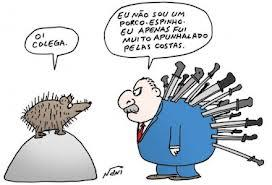 OI
COLEGA.
EU NÃO SOU UM
PORCO-ESPINHO.
EU APENAS FUI
MUITO APUNHALADO
PELAS COSTAS.
NANI